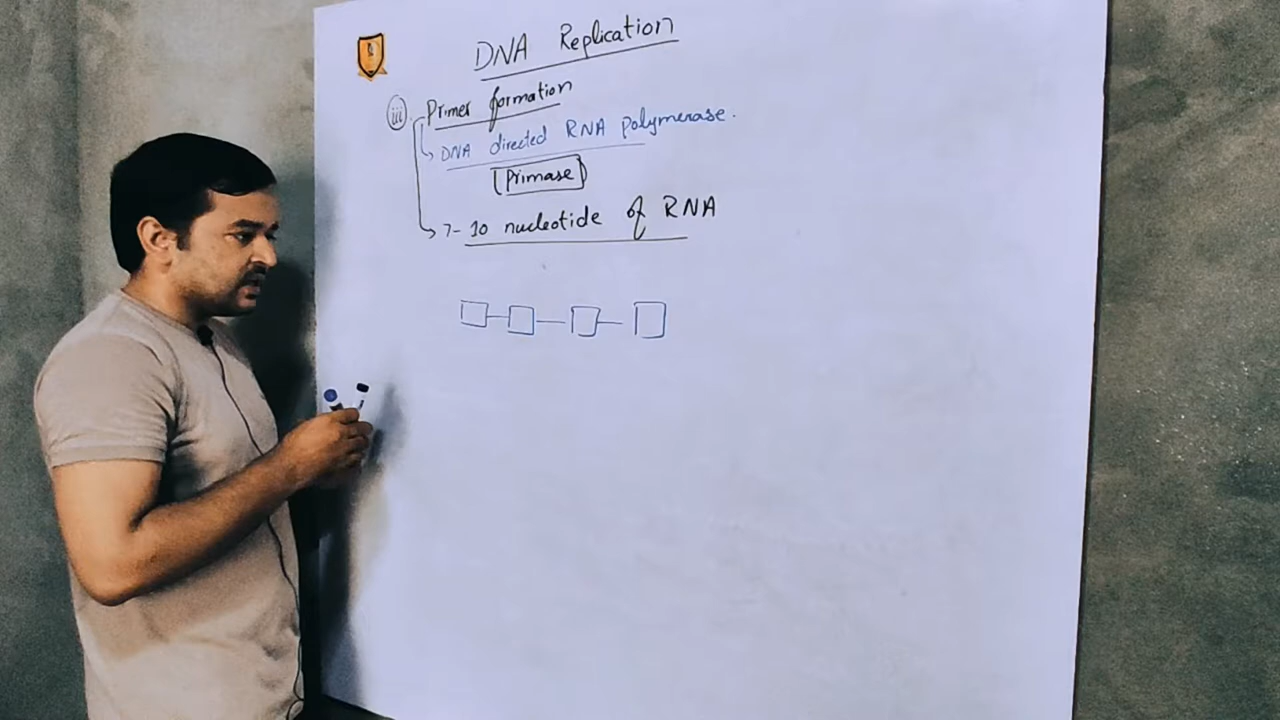 DNA Replication
(iii) Primer formation
DNA directed RNA polymerase.
(Primase)
7-10 nucleotide of RNA